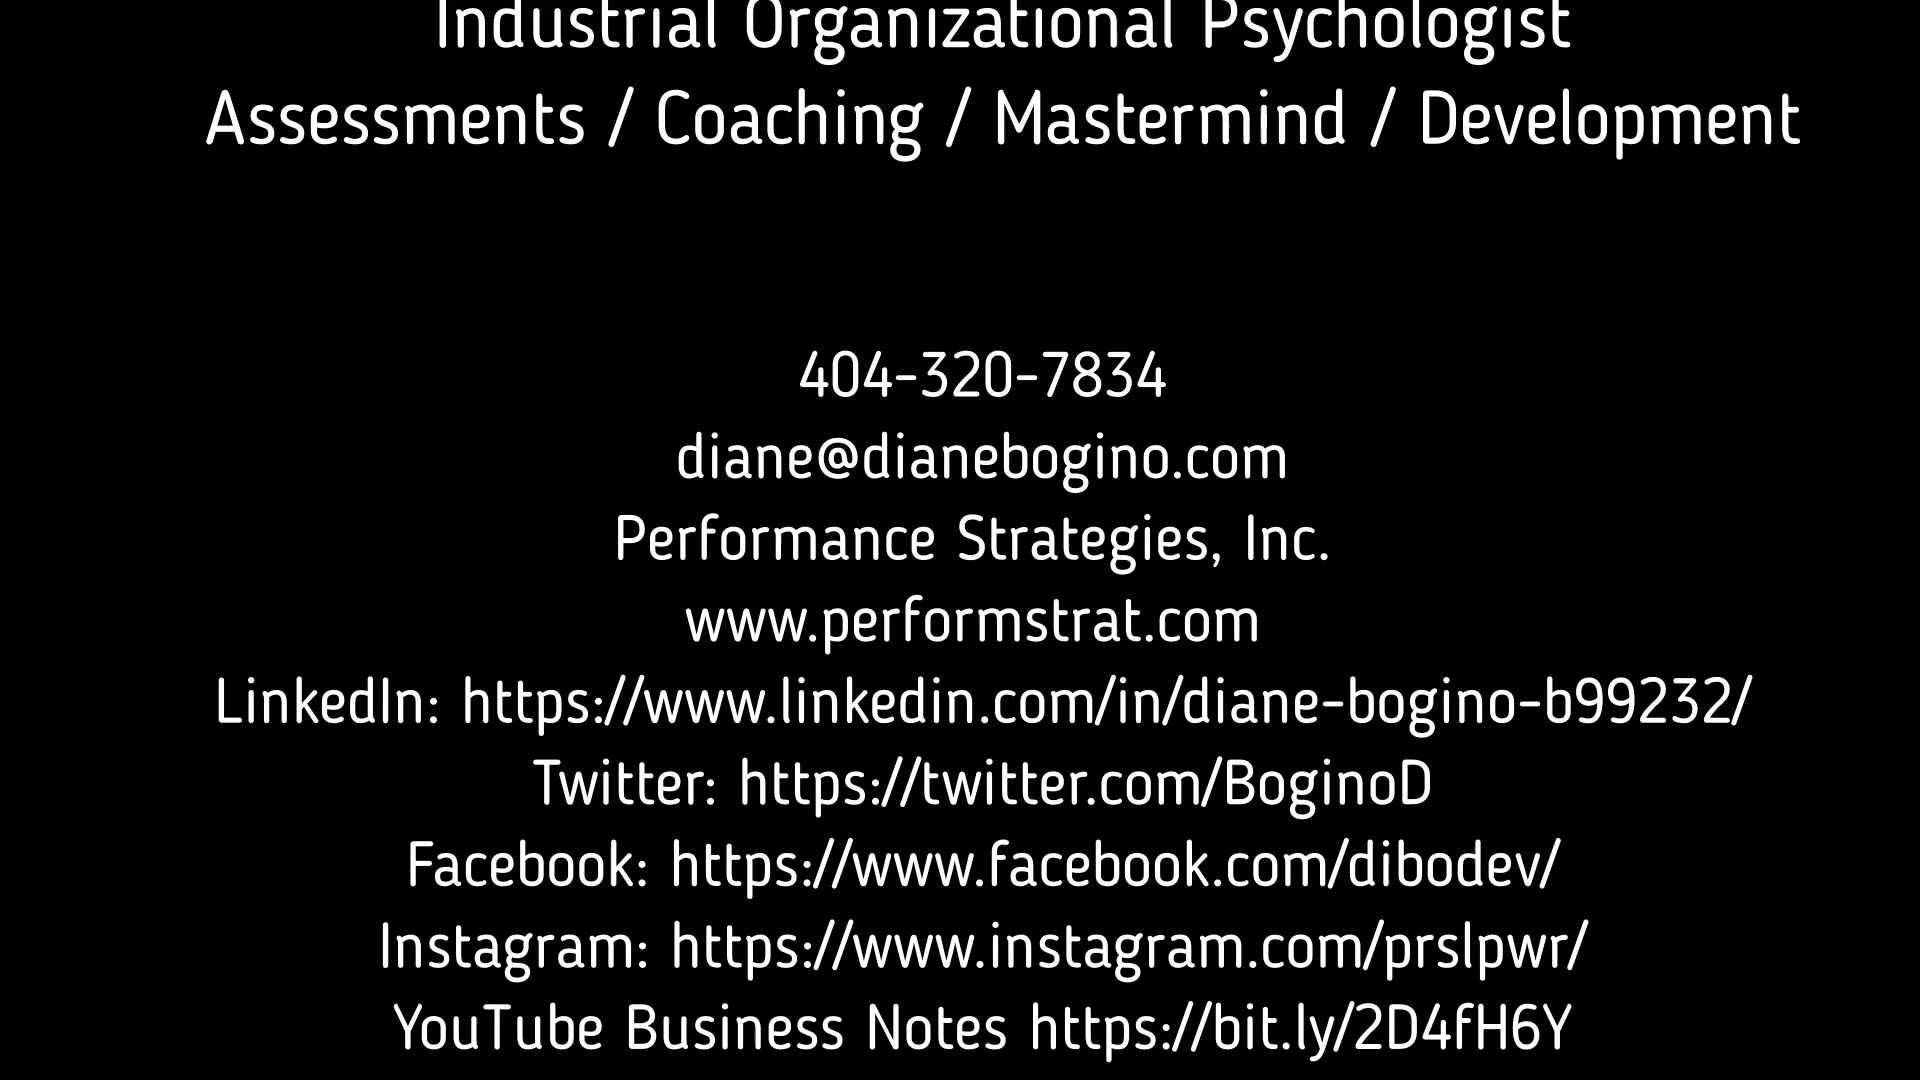 Industrial Organizational Psychologist
Assessments / Coaching / Mastermind / Development
404-320-7834
diane@dianebogino.com
Performance Strategies, Inc.
www.performstrat.com
LinkedIn: https://www.linkedin.com/in/diane-bogino-b99232/
Twitter: https://twitter.com/BoginoD
Facebook: https://www.facebook.com/dibodev/
Instagram: https://www.instagram.com/prslpwr/
YouTube Business Notes https://bit.ly/2D4fH6Y